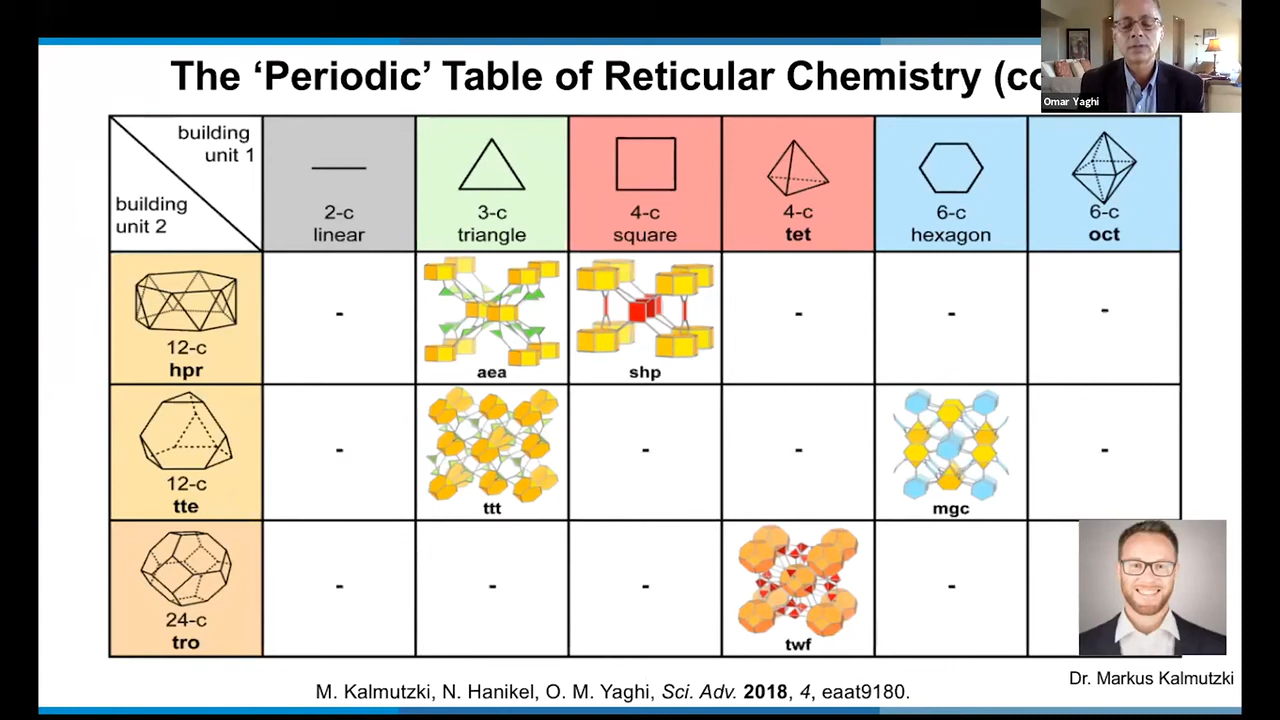 The ‘Periodic’ Table of Reticular Chemistry (co
Omar Yaghi
building
unit 1
building
unit 2
2-c
linear
3-c
triangle
4-c
square
4-c
tet
6-c
hexagon
6-c
oct
12-c
hpr
-
aea
shp
-
-
-
12-c
tte
-
ttt
-
-
mgc
-
24-c
tro
-
-
-
twf
-
Dr. Markus Kalmutzki
M. Kalmutzki, N. Hanikel, O. M. Yaghi, Sci. Adv. 2018, 4, eaat9180.